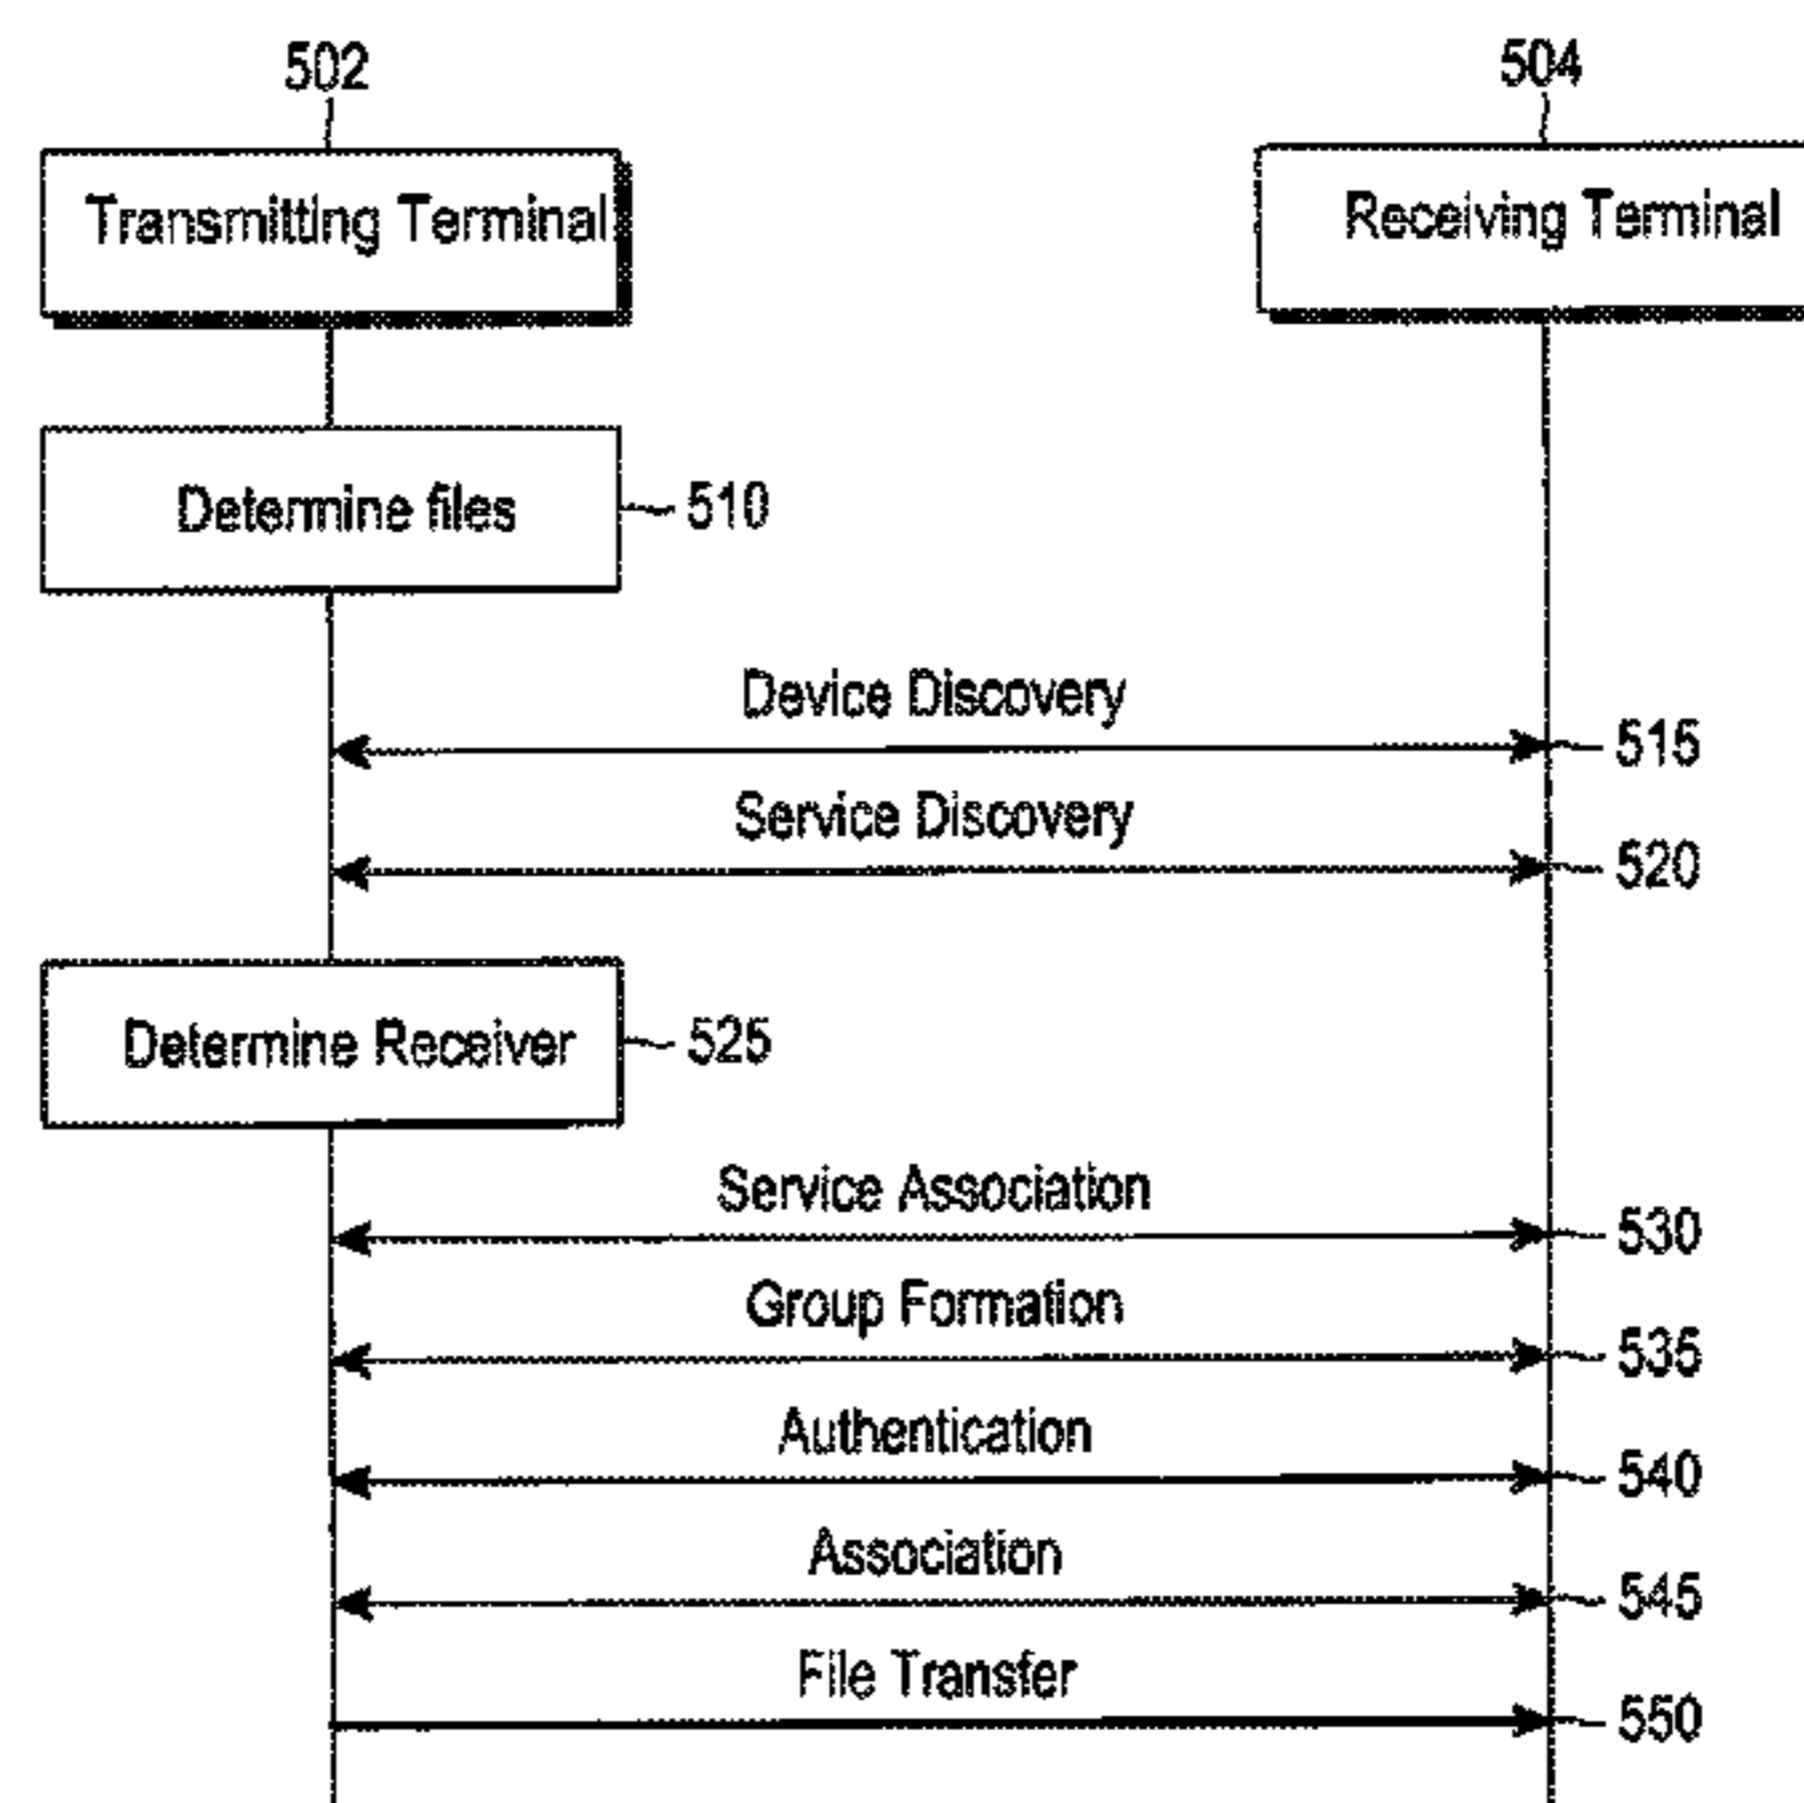 502
504
Transmitting Terminal
Receiving Terminal
Determine files
510
Device Discovery
515
Service Discovery
520
Determine Receiver
525
Service Association
530
Group Formation
535
Authentication
540
Association
545
File Transfer
550